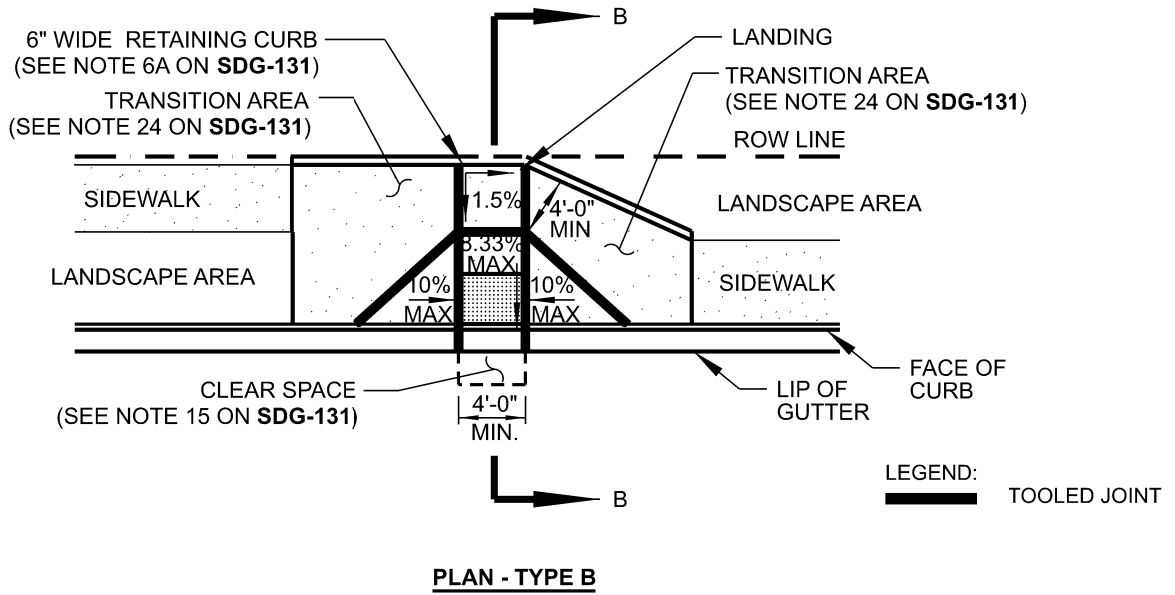 B
6" WIDE RETAINING CURB
(SEE NOTE 6A ON SDG-131)
LANDING
TRANSITION AREA
(SEE NOTE 24 ON SDG-131)
TRANSITION AREA
(SEE NOTE 24 ON SDG-131)
ROW LINE
SIDEWALK
1.5%
4'-0"
MIN
LANDSCAPE AREA
8.33%
MAX
LANDSCAPE AREA
10%
MAX
10%
MAX
SIDEWALK
CLEAR SPACE
(SEE NOTE 15 ON SDG-131)
4'-0"
MIN.
LIP OF
GUTTER
FACE OF
CURB
B
LEGEND:
TOOLED JOINT
PLAN - TYPE B